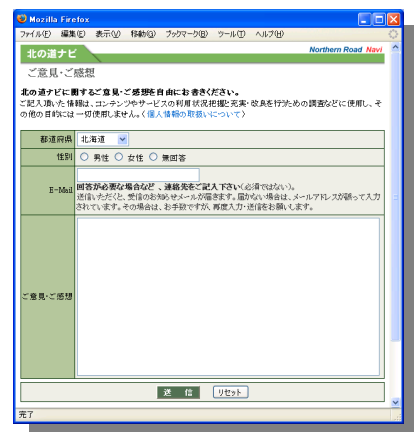 Mozilla Firefox
ファイル(F) 編集(E) 表示(V) 移動(G) ブックマーク(B) ツール(T) ヘルプ(H)
北の道ナビ
Northern Road Navi
ご意見・ご感想
北の道ナビに関するご意見・ご感想を自由にお書きください。
ご記入頂いた情報は、コンテンツやサービスの利用状況把握と充実・改良を行うための調査などに使用し、そ
の他の目的には一切使用しません。(個人情報の取扱いについて)
都道府県 北海道
性別 男性 女性 無回答
E-Mail
回答が必要な場合など、連絡先をご記入下さい(必須ではない)。
送信いただくと、受信のお知らせメールが届きます。届かない場合は、メールアドレスが誤って入力
されています。その場合は、お手数ですが、再度入力・送信をお願いします。
ご意見・ご感想
送 信 リセット
完了